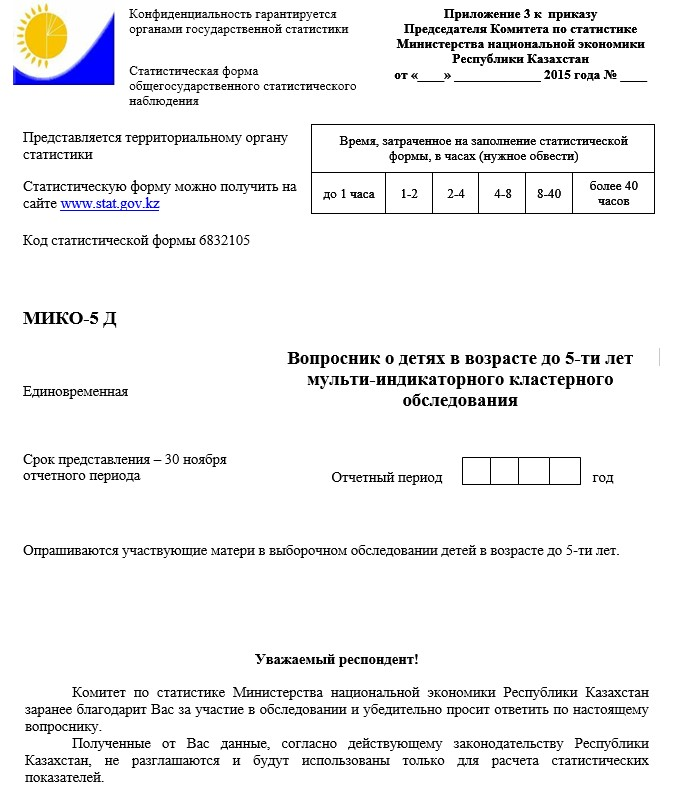 Конфиденциальность гарантируется
органами государственной статистики
Статистическая форма
общегосударственного статистического
наблюдения
Приложение 3 к приказу
Председателя Комитета по статистике
Министерства национальной экономики
Республики Казахстан
от «____» ______________ 2015 года № ____
Представляется территориальному органу
статистики
Статистическую форму можно получить на
сайте www.stat.gov.kz
Время, затраченное на заполнение статистической
формы, в часах (нужное обвести)
до 1 часа 1-2 2-4 4-8 8-40 более 40
часов
Код статистической формы 6832105
МИКО-5 Д
Вопросник о детях в возрасте до 5-ти лет
мульти-индикаторного кластерного
обследования
Единовременная
Срок представления – 30 ноября
отчетного периода
Отчетный период год
Опрашиваются участвующие матери в выборочном обследовании детей в возрасте до 5-ти лет.
Уважаемый респондент!
Комитет по статистике Министерства национальной экономики Республики Казахстан
заранее благодарит Вас за участие в обследовании и убедительно просит ответить по настоящему
вопроснику.
Полученные от Вас данные, согласно действующему законодательству Республики
Казахстан, не разглашаются и будут использованы только для расчета статистических
показателей.